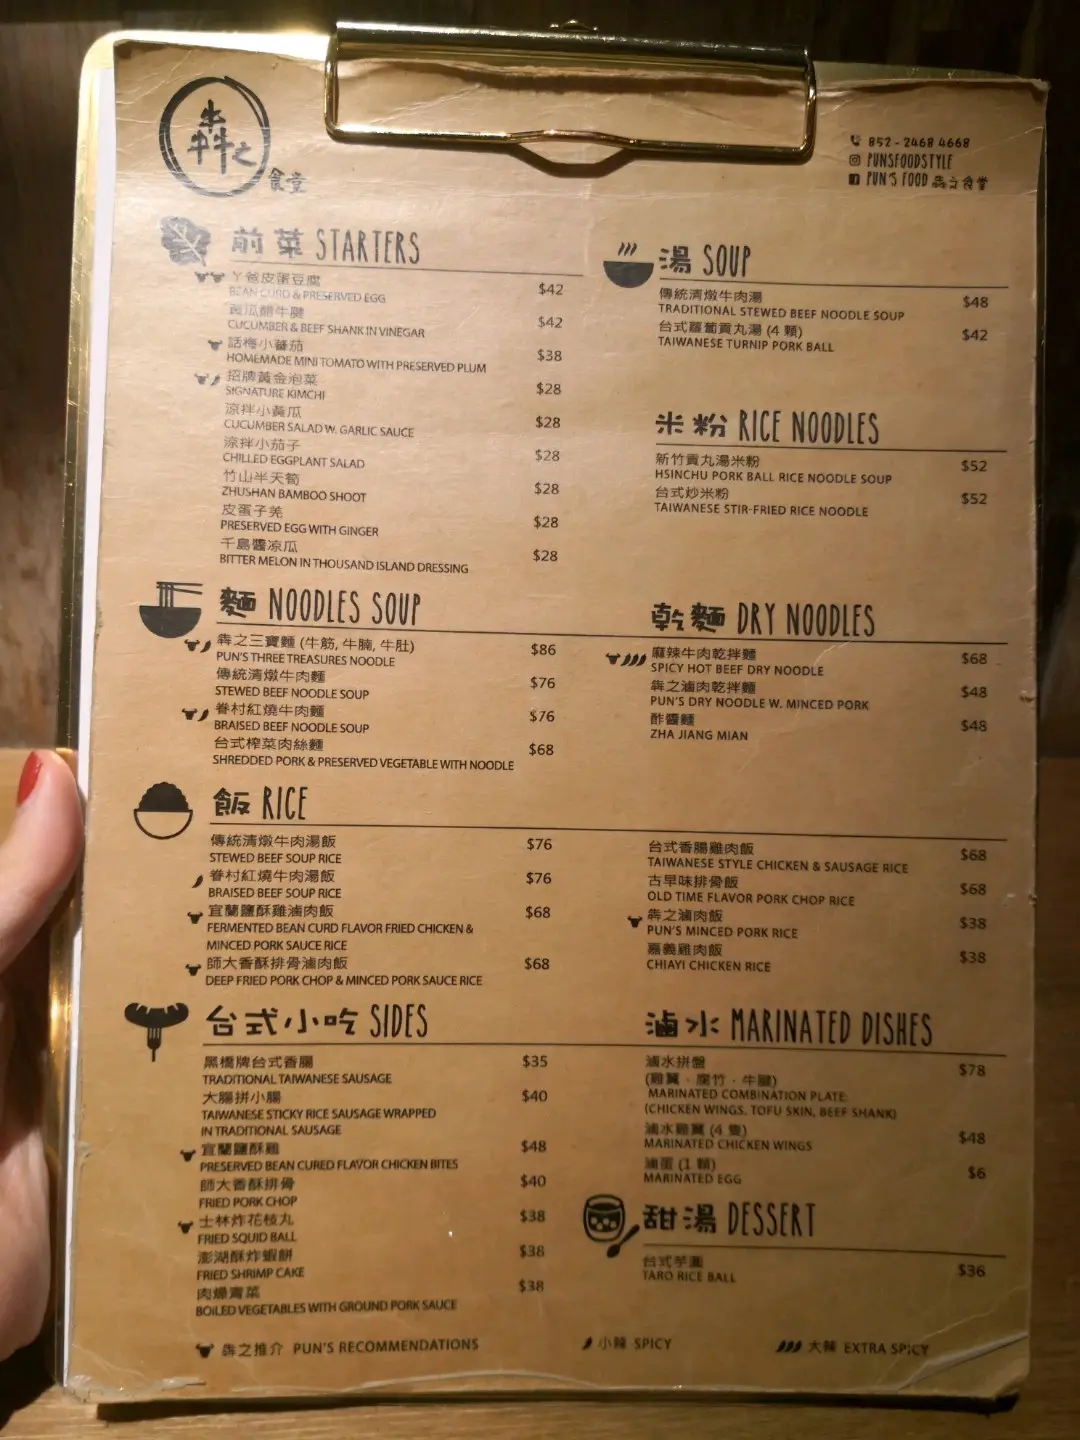 犇之
食堂
852 - 2468 4668
PUNSFOODSTYLE
PUN'S FOOD 犇之食堂
前菜 STARTERS
丫爸皮蛋豆腐
BEAN CURD & PRESERVED EGG $42
黃瓜醋牛腱
CUCUMBER & BEEF SHANK IN VINEGAR $42
話梅小蕃茄
HOMEMADE MINI TOMATO WITH PRESERVED PLUM $38
招牌黃金泡菜
SIGNATURE KIMCHI $28
涼拌小黃瓜
CUCUMBER SALAD W. GARLIC SAUCE $28
涼拌小茄子
CHILLED EGGPLANT SALAD $28
竹山半天筍
ZHUSHAN BAMBOO SHOOT $28
皮蛋子羌
PRESERVED EGG WITH GINGER $28
千島醬凉瓜
BITTER MELON IN THOUSAND ISLAND DRESSING $28
湯 SOUP
傳統清燉牛肉湯 $48
TRADITIONAL STEWED BEEF NOODLE SOUP
台式蘿蔔貢丸湯 (4 顆) $42
TAIWANESE TURNIP PORK BALL
米粉 RICE NOODLES
新竹貢丸湯米粉 $52
HSINCHU PORK BALL RICE NOODLE SOUP
台式炒米粉 $52
TAIWANESE STIR-FRIED RICE NOODLE
麵 NOODLES SOUP
犇之三寶麵 (牛筋, 牛腩, 牛肚) $86
PUN'S THREE TREASURES NOODLE
傳統清燉牛肉麵 $76
STEWED BEEF NOODLE SOUP
眷村紅燒牛肉麵 $76
BRAISED BEEF NOODLE SOUP
台式榨菜肉絲麵 $68
SHREDDED PORK & PRESERVED VEGETABLE WITH NOODLE
乾麵 DRY NOODLES
麻辣牛肉乾拌麵 $68
SPICY HOT BEEF DRY NOODLE
犇之滷肉乾拌麵 $48
PUN'S DRY NOODLE W. MINCED PORK
酢醬麵 $48
ZHA JIANG MIAN
飯 RICE
傳統清燉牛肉湯飯 $76
STEWED BEEF SOUP RICE
眷村紅燒牛肉湯飯 $76
BRAISED BEEF SOUP RICE
宜蘭鹽酥雞滷肉飯 $68
FERMENTED BEAN CURD FLAVOR FRIED CHICKEN &
MINCED PORK SAUCE RICE
師大香酥排骨滷肉飯 $68
DEEP FRIED PORK CHOP & MINCED PORK SAUCE RICE
台式香腸雞肉飯 $68
TAIWANESE STYLE CHICKEN & SAUSAGE RICE
古早味排骨飯 $68
OLD TIME FLAVOR PORK CHOP RICE
犇之滷肉飯 $38
PUN'S MINCED PORK RICE
嘉義雞肉飯 $38
CHIAYI CHICKEN RICE
台式小吃 SIDES
黑橋牌台式香腸 $35
TRADITIONAL TAIWANESE SAUSAGE
大腸拼小腸 $40
TAIWANESE STICKY RICE SAUSAGE WRAPPED
IN TRADITIONAL SAUSAGE
宜蘭鹽酥雞 $48
PRESERVED BEAN CURED FLAVOR CHICKEN BITES
師大香酥排骨 $40
FRIED PORK CHOP
士林炸花枝丸 $38
FRIED SQUID BALL
澎湖酥炸蝦餅 $38
FRIED SHRIMP CAKE
肉燥青菜 $38
BOILED VEGETABLES WITH GROUND PORK SAUCE
滷水 MARINATED DISHES
滷水拼盤 $78
(雞翼 · 腐竹 · 牛腱)
MARINATED COMBINATION PLATE
(CHICKEN WINGS, TOFU SKIN, BEEF SHANK)
滷水雞翼 (4 隻) $48
MARINATED CHICKEN WINGS
滷蛋 (1 顆) $6
MARINATED EGG
甜湯 DESSERT
台式芋圓 $36
TARO RICE BALL
犇之推介 PUN'S RECOMMENDATIONS
小辣 SPICY
大辣 EXTRA SPICY